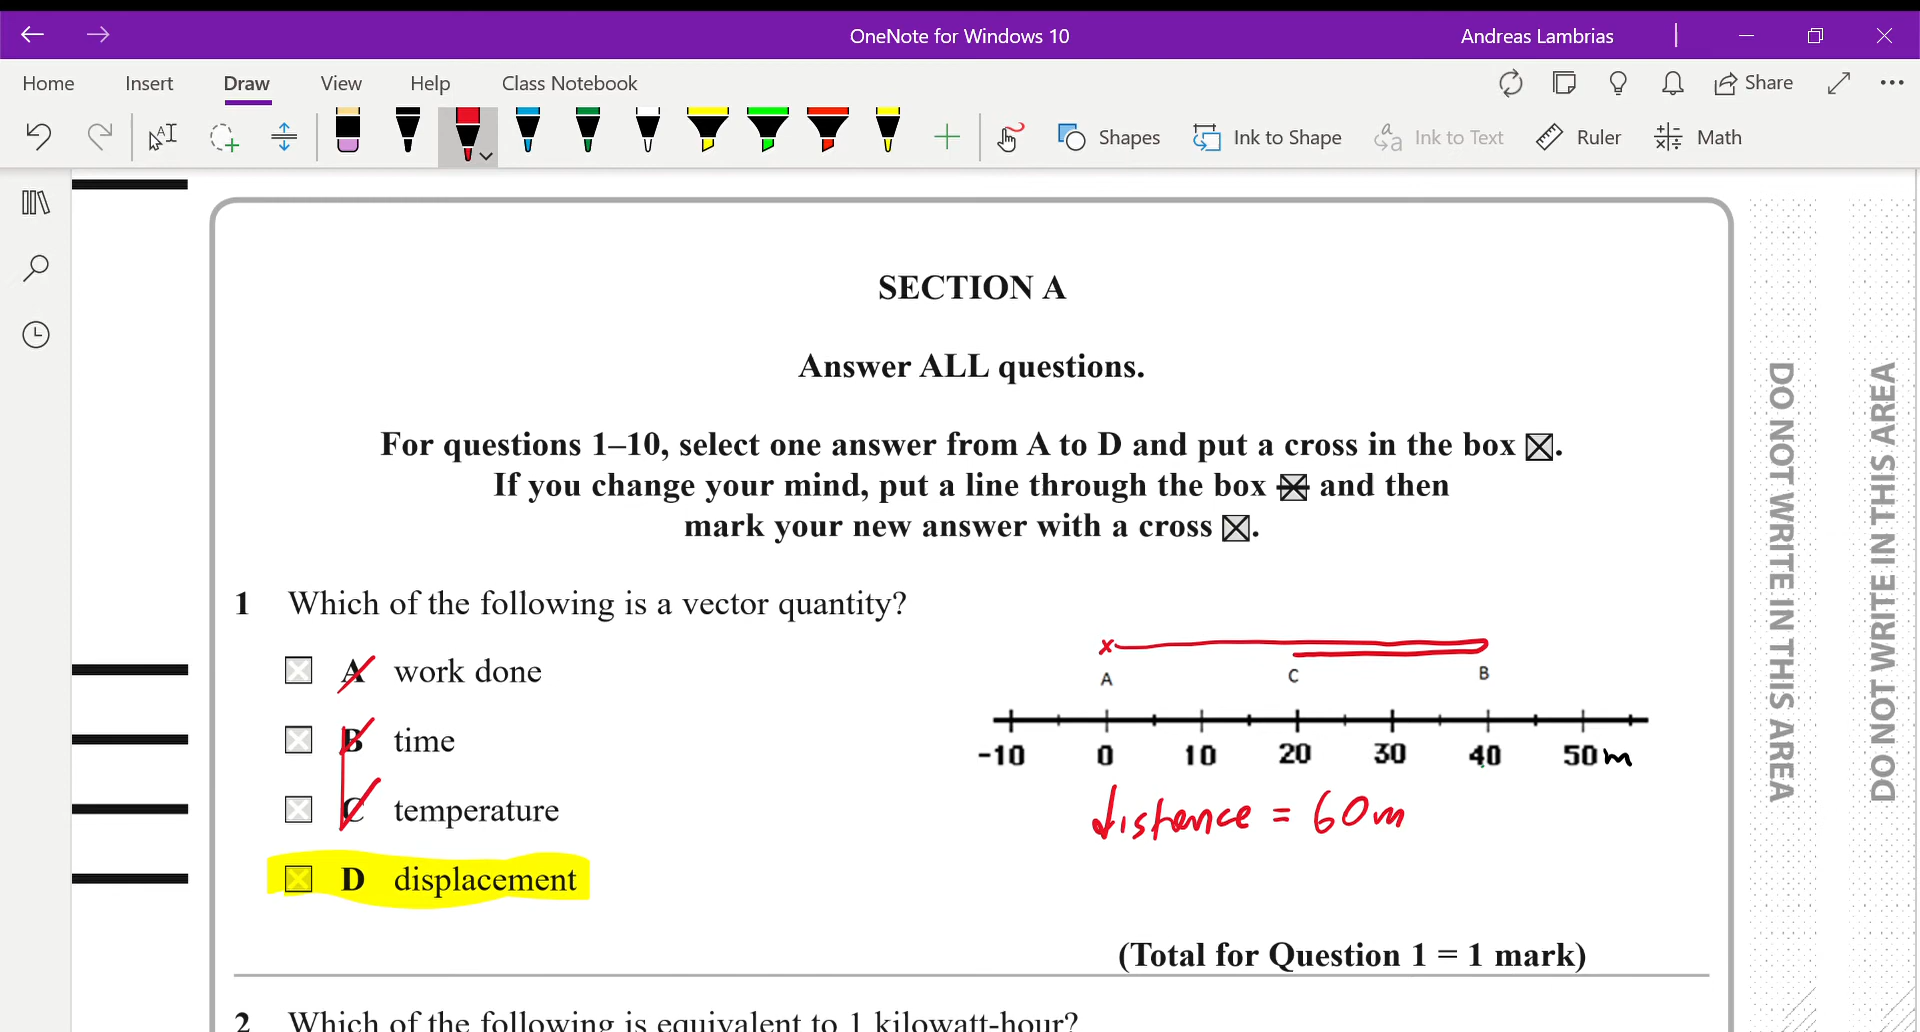 OneNote for Windows 10
Andreas Lambrias
Home Insert Draw View Help Class Notebook
Share
Shapes Ink to Shape Ink to Text Ruler Math
SECTION A
Answer ALL questions.
For questions 1–10, select one answer from A to D and put a cross in the box ☒.
If you change your mind, put a line through the box and then
mark your new answer with a cross ☒.
1 Which of the following is a vector quantity?
A work done
B time
C temperature
D displacement
x
A C B
-10 0 10 20 30 40 50 m
distance = 60m
(Total for Question 1 = 1 mark)
2 Which of the following is equivalent to 1 kilowatt-hour?
DO NOT WRITE IN THIS AREA
DO NOT WRITE IN THIS AREA